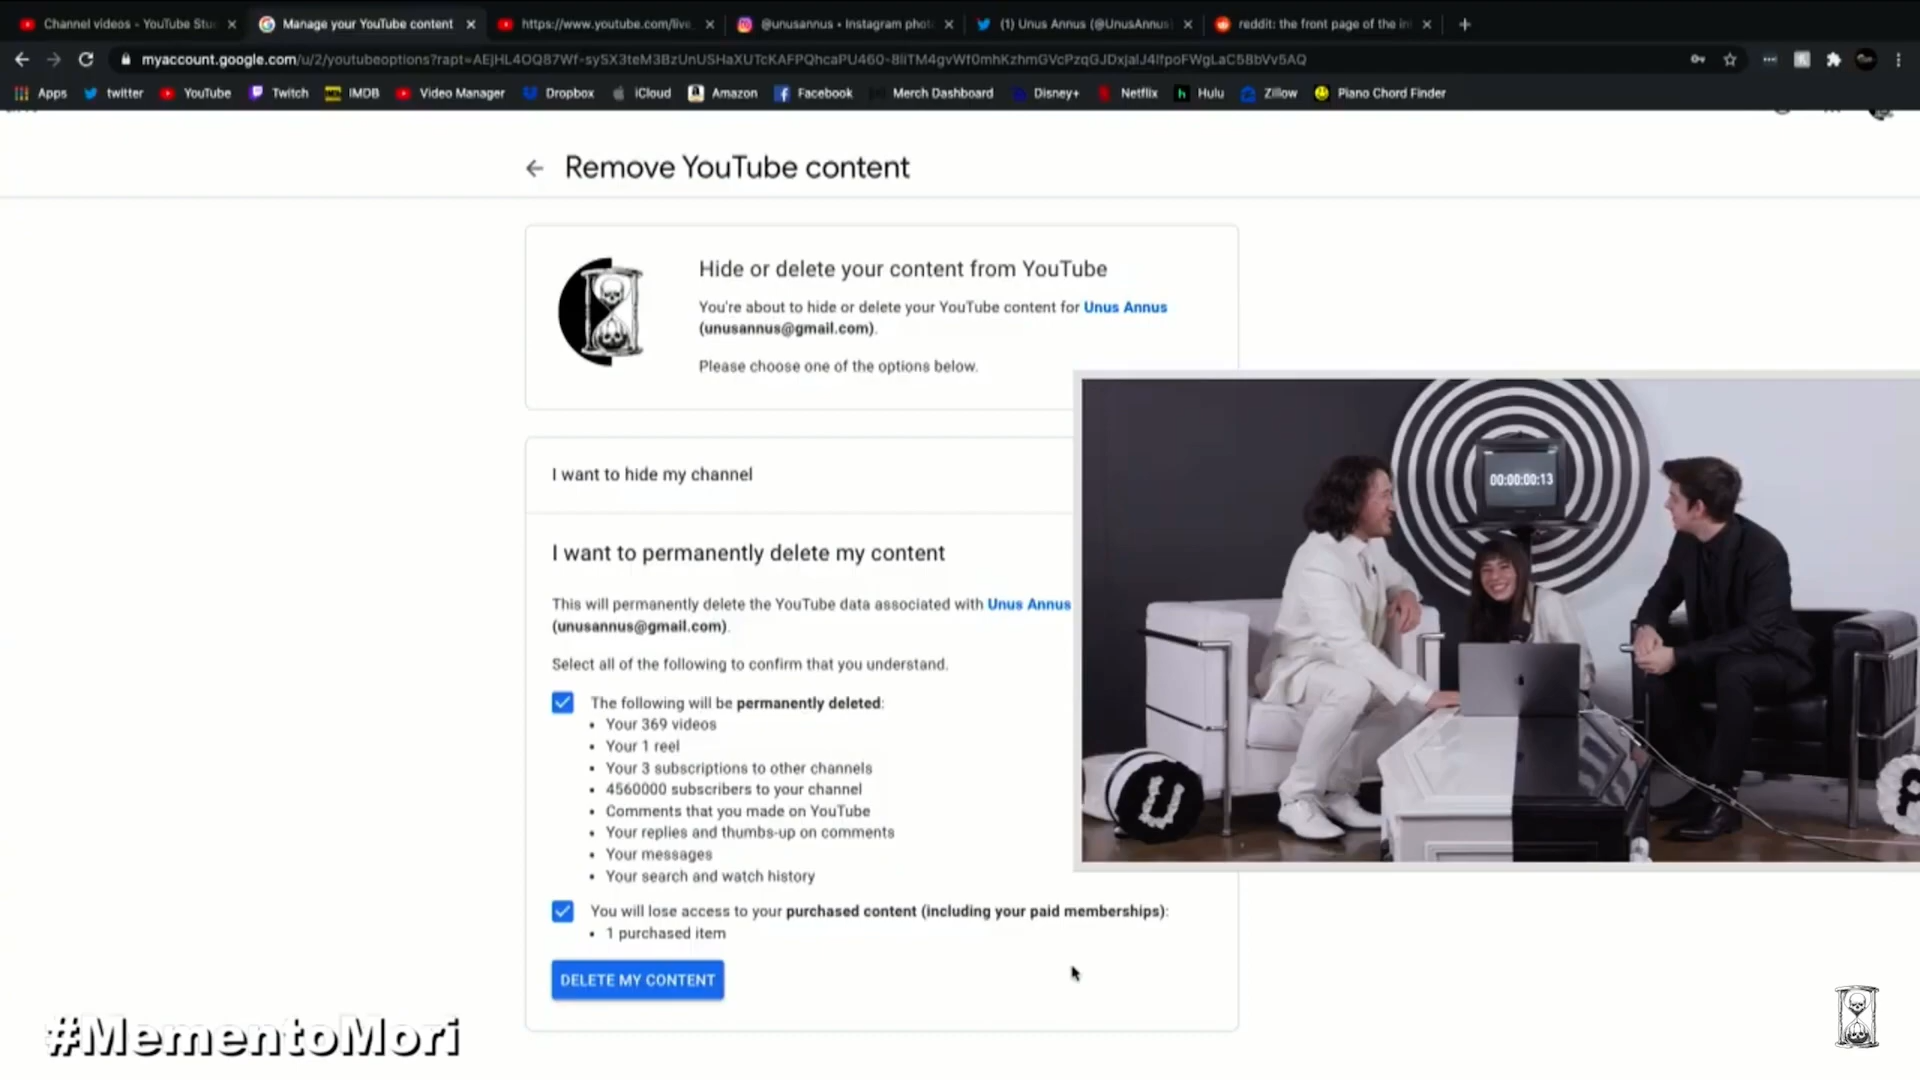 Channel videos - YouTube Stu
Manage your YouTube content
https://www.youtube.com/live_
@unusannus • Instagram phot
(1) Unus Annus (@UnusAnnus)
reddit: the front page of the in
Apps
twitter
YouTube
Twitch
IMDB
Video Manager
Dropbox
iCloud
Amazon
Facebook
Merch Dashboard
Disney+
Netflix
Hulu
Zillow
Piano Chord Finder
Remove YouTube content
Hide or delete your content from YouTube
You're about to hide or delete your YouTube content for Unus Annus
(unusannus@gmail.com).
Please choose one of the options below.
I want to hide my channel
00:00:00:13
I want to permanently delete my content
This will permanently delete the YouTube data associated with Unus Annus
(unusannus@gmail.com).
Select all of the following to confirm that you understand.
The following will be permanently deleted:
• Your 369 videos
• Your 1 reel
• Your 3 subscriptions to other channels
• 4560000 subscribers to your channel
• Comments that you made on YouTube
• Your replies and thumbs-up on comments
• Your messages
• Your search and watch history
U
You will lose access to your purchased content (including your paid memberships):
• 1 purchased item
DELETE MY CONTENT
#MementoMori